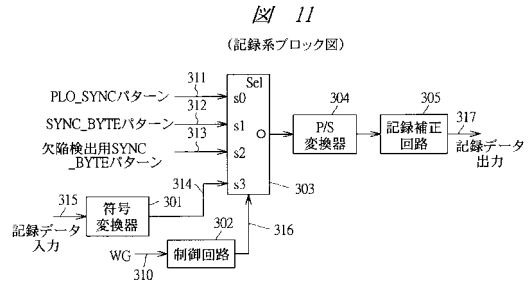 図 11
(記録系ブロック図)
311
PLO_SYNCパターン
312
SYNC_BYTEパターン
313
欠陥検出用SYNC
_BYTEパターン
314
315
記録データ
入力
符号
変換器
301
WG
310
制御回路
302
Sel
s0
s1
s2
s3
O
303
316
P/S
変換器
304
記録補正
回路
305
317
記録データ
出力